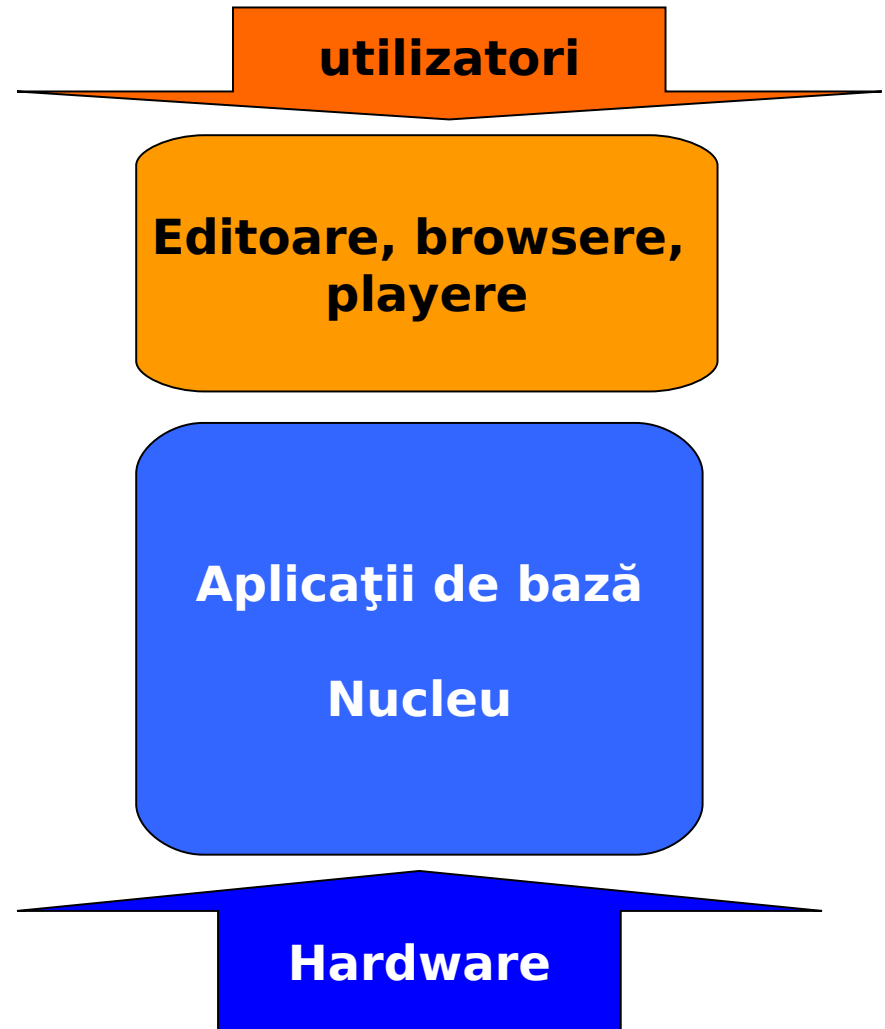 utilizatori
Editoare, browsere,
playere
Aplicaţii de bază
Nucleu
Hardware